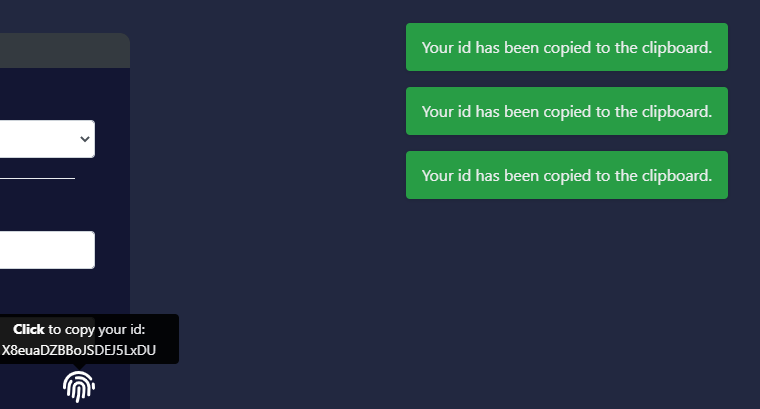 Your id has been copied to the clipboard.
Your id has been copied to the clipboard.
Your id has been copied to the clipboard.
Click to copy your id:
X8euaDZBBoJSDEJ5LxDU